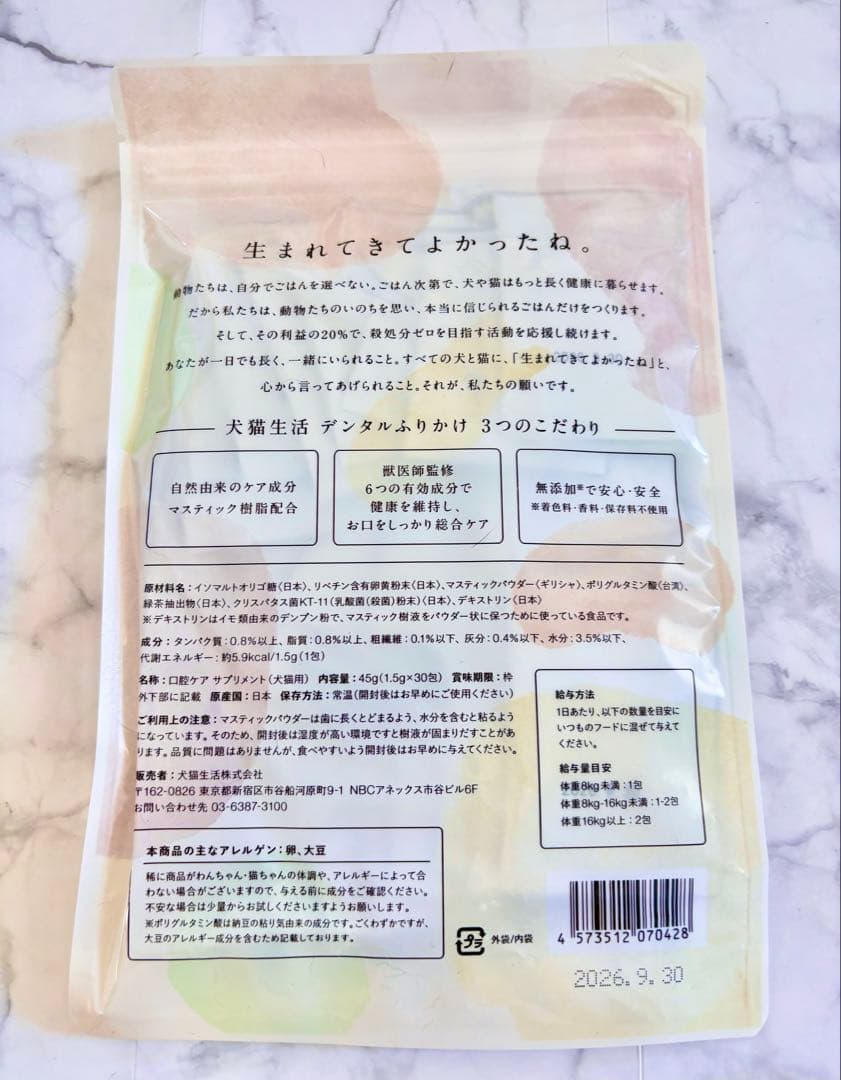 生まれてきてよかったね。
動物たちは、自分でごはんを選べない。ごはん次第で、犬や猫はもっと長く健康に暮らせます。
だから私たちは、動物たちのいのちを思い、本当に信じられるごはんだけをつくります。
そして、その利益の20%で、殺処分ゼロを目指す活動を応援し続けます。
あなたが一日でも長く、一緒にいられること。すべての犬と猫に、「生まれてきてよかったね」と、
心から言ってあげられること。それが、私たちの願いです。
犬猫生活 デンタルふりかけ 3つのこだわり
自然由来のケア成分
マスティック樹脂配合
獣医師監修
6つの有効成分で
健康を維持し、
お口をしっかり総合ケア
無添加※で安心・安全
※着色料・香料・保存料不使用
原材料名：イソマルトオリゴ糖（日本）、リベチン含有卵黄粉末（日本）、マスティックパウダー（ギリシャ）、ポリグルタミン酸（台湾）、
緑茶抽出物（日本）、クリスパタス菌KT-11（乳酸菌（殺菌）粉末）（日本）、デキストリン（日本）
※デキストリンはイモ類由来のデンプン粉で、マスティック樹液をパウダー状に保つために使っている食品です。
成分：タンパク質：0.8%以上、脂質：0.8%以上、粗繊維：0.1%以下、灰分：0.4%以下、水分：3.5%以下、
代謝エネルギー：約5.9kcal/1.5g（1包）
名称：口腔ケア サプリメント（犬猫用） 内容量：45g（1.5g×30包） 賞味期限：枠
外下部に記載 原産国：日本 保存方法：常温（開封後はお早めにご使用ください）
ご利用上の注意：マスティックパウダーは歯に長くとどまるよう、水分を含むと粘るよう
になっています。そのため、開封後は湿度が高い環境ですと樹液が固まりだすことがあ
ります。品質に問題はありませんが、食べやすいよう開封後はお早めに与えてください。
販売者：犬猫生活株式会社
〒162-0826 東京都新宿区市谷船河原町9-1 NBCアネックス市谷ビル6F
お問い合わせ先 03-6387-3100
給与方法
1日あたり、以下の数量を目安に
いつものフードに混ぜて与えて
ください。
給与量目安
体重8kg未満：1包
体重8kg-16kg未満：1-2包
体重16kg以上：2包
本商品の主なアレルゲン：卵、大豆
稀に商品がわんちゃん・猫ちゃんの体調や、アレルギーによって合
わない場合がございますので、与える前に成分をご確認ください。
不安な場合は少量からお試しくださいますようお願いします。
※ポリグルタミン酸は納豆の粘り気由来の成分です。ごくわずかですが、
大豆のアレルギー成分を含むため記載しております。
プラ 外袋/内袋
4 573512 070428
2026.9.30